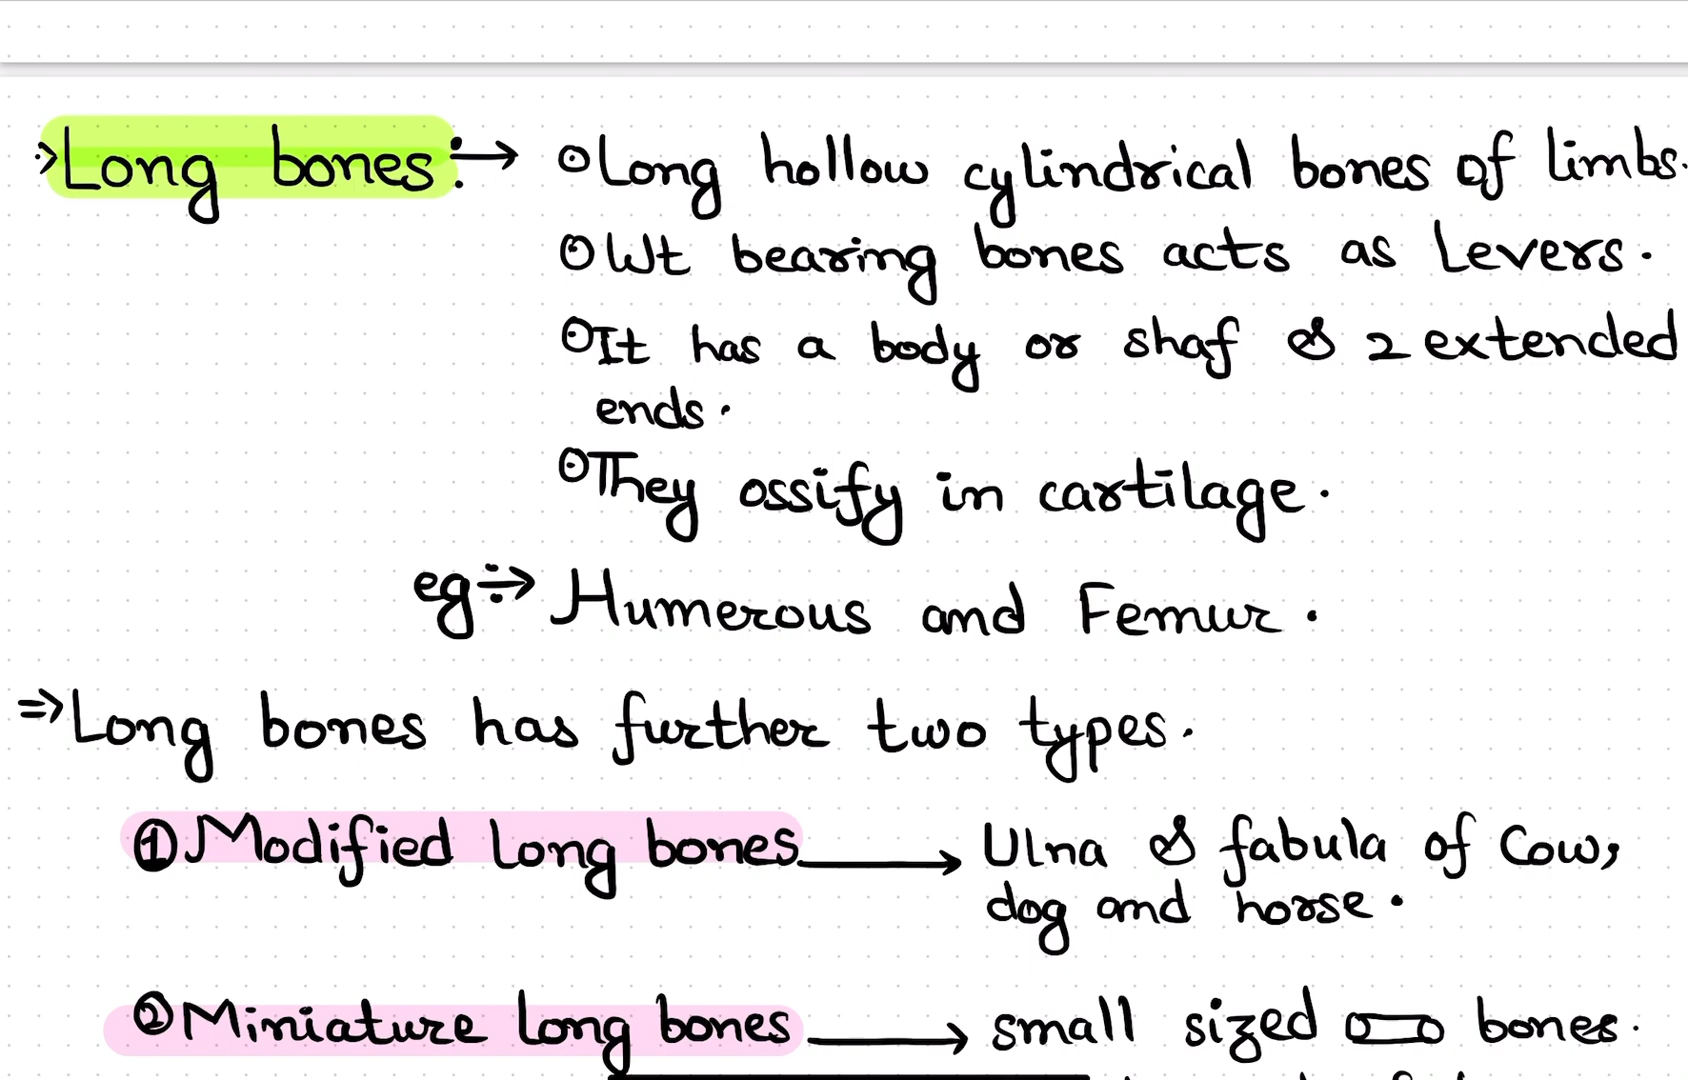 Long bones :→ ⊙ Long hollow cylindrical bones of limbs.
⊙ Wt bearing bones acts as Levers.
⊙ It has a body or shaf & 2 extended
ends.
⊙ They ossify in cartilage.
eg ÷→ Humerous and Femur.
⇒ Long bones has further two types.
① Modified Long bones → Ulna & fabula of Cow,
dog and horse.
② Miniature long bones → small sized bones.